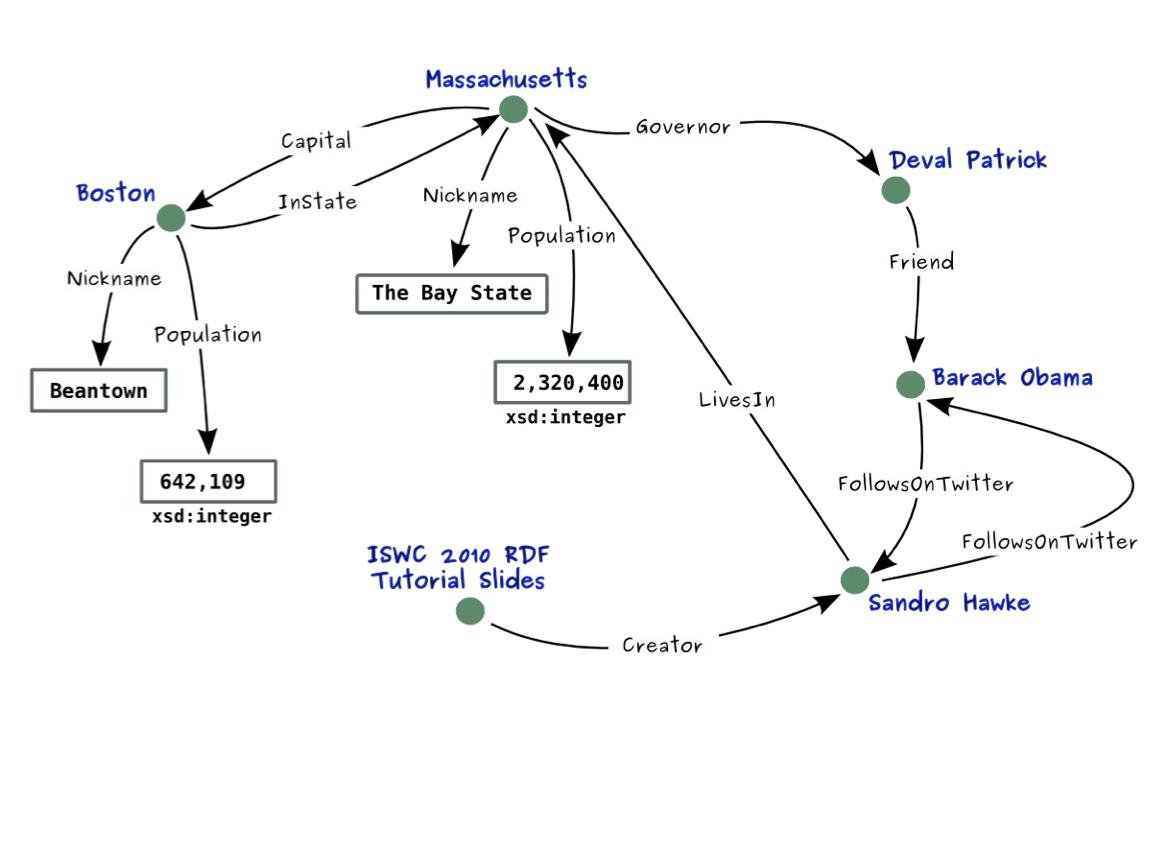 Massachusetts
Capital
Governor
Deval Patrick
Boston
InState
Nickname
Population
Nickname
Friend
The Bay State
Population
Beantown
2,320,400
xsd:integer
Barack Obama
LivesIn
642,109
xsd:integer
FollowsOnTwitter
FollowsOnTwitter
ISWC 2010 RDF
Tutorial Slides
Sandro Hawke
Creator